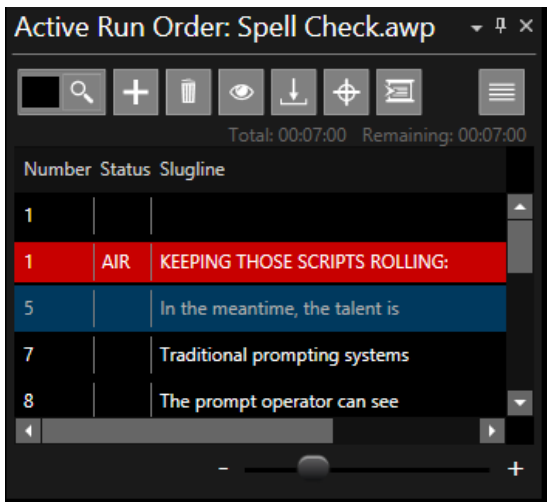 Active Run Order: Spell Check.awp
Total: 00:07:00 Remaining: 00:07:00
Number Status Slugline
1
1 AIR KEEPING THOSE SCRIPTS ROLLING:
5 In the meantime, the talent is
7 Traditional prompting systems
8 The prompt operator can see
- +